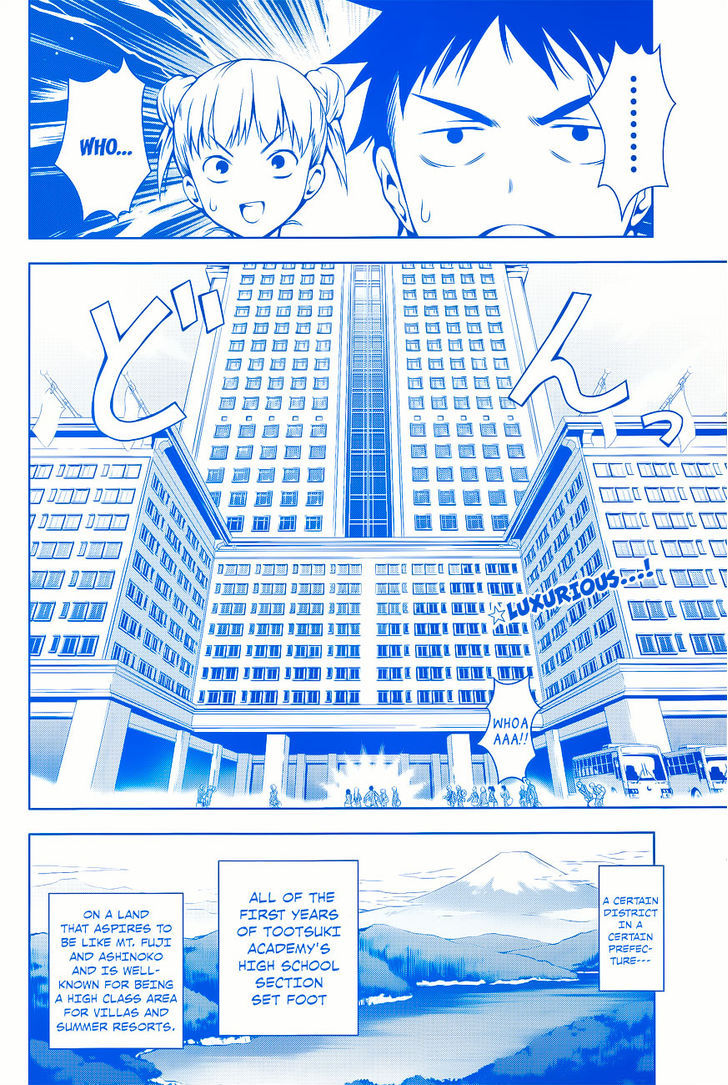 ………
WHO...
どんっ
☆LUXURIOUS...!
WHOA
AAA!!
A CERTAIN
DISTRICT
IN A
CERTAIN
PREFEC-
TURE---
ALL OF THE
FIRST YEARS
OF TOOTSUKI
ACADEMY'S
HIGH SCHOOL
SECTION
SET FOOT
ON A LAND
THAT ASPIRES TO
BE LIKE MT. FUJI
AND ASHINOKO
AND IS WELL-
KNOWN FOR BEING
A HIGH CLASS AREA
FOR VILLAS AND
SUMMER RESORTS.